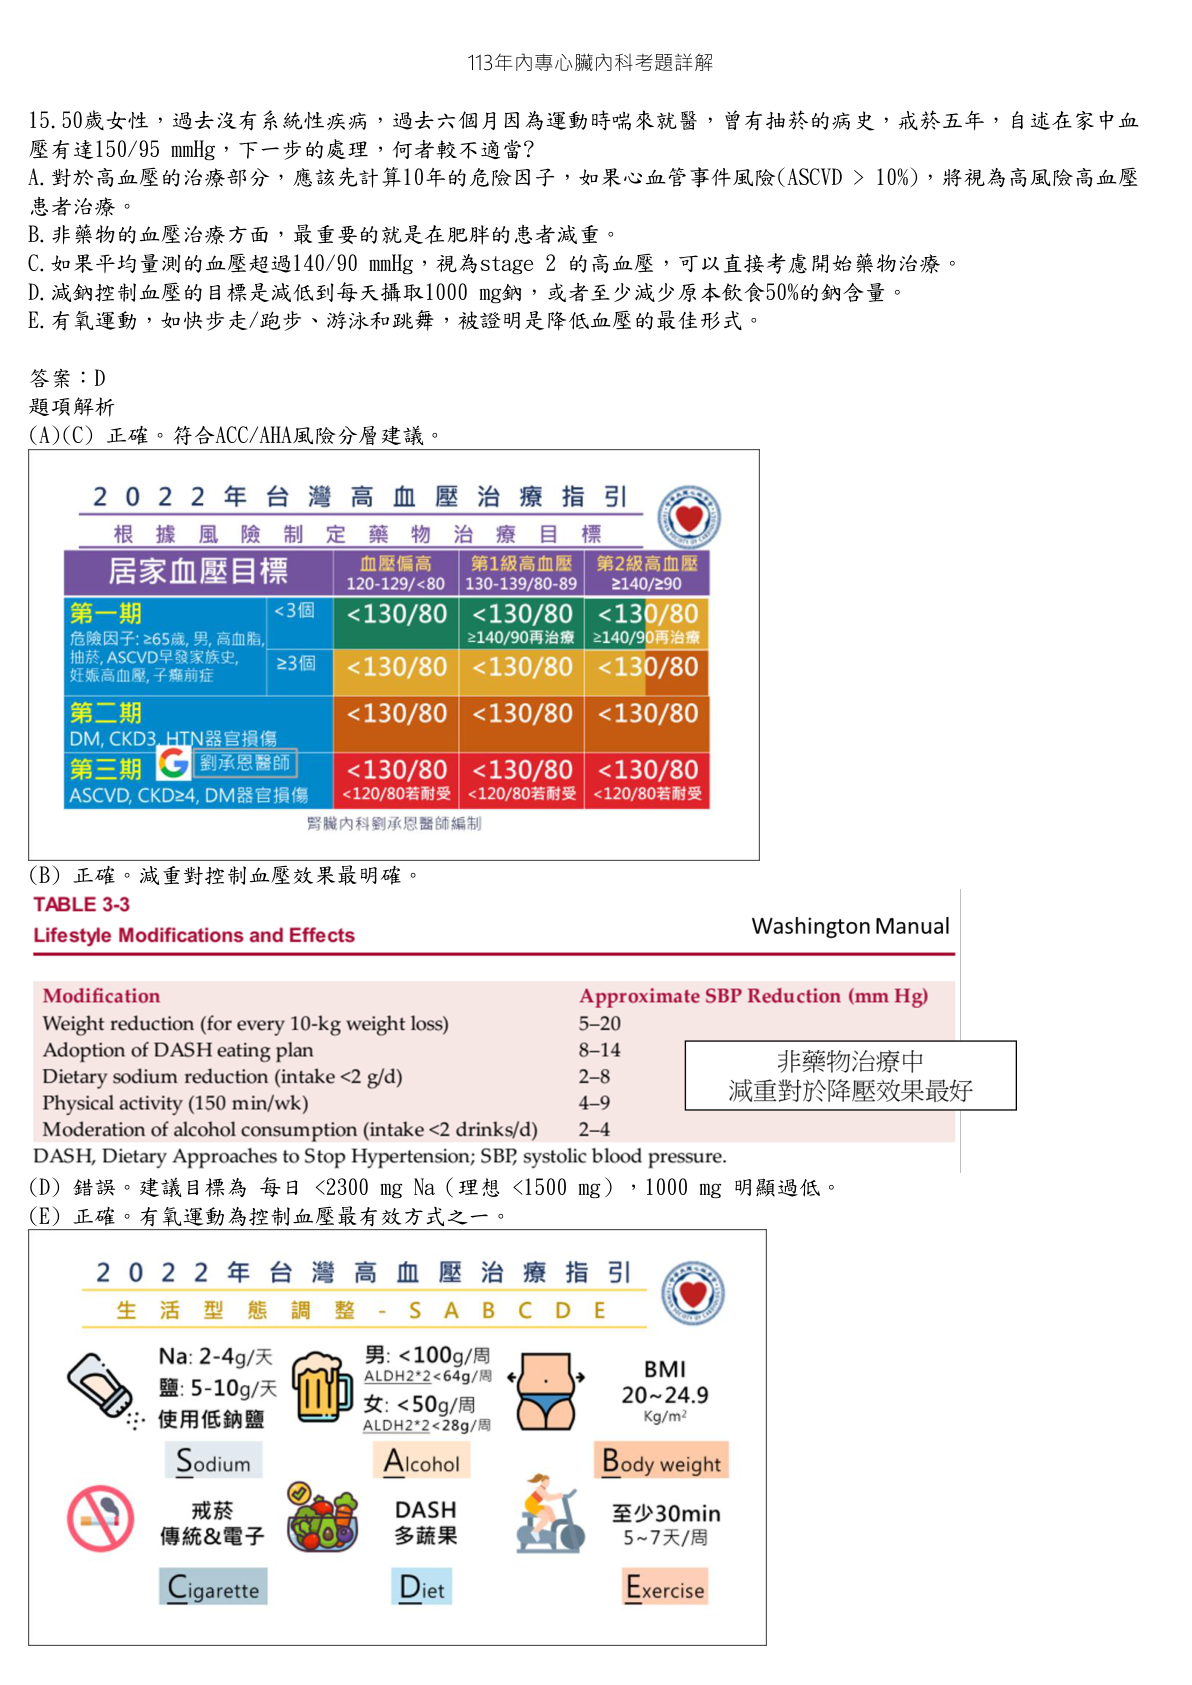 113年內專心臟內科考題詳解
15.50歲女性，過去沒有系統性疾病，過去六個月因為運動時喘來就醫，曾有抽菸的病史，戒菸五年，自述在家中血
壓有達150/95 mmHg，下一步的處理，何者較不適當?
A.對於高血壓的治療部分，應該先計算10年的危險因子，如果心血管事件風險(ASCVD > 10%)，將視為高風險高血壓
患者治療。
B.非藥物的血壓治療方面，最重要的就是在肥胖的患者減重。
C.如果平均量測的血壓超過140/90 mmHg，視為stage 2 的高血壓，可以直接考慮開始藥物治療。
D.減鈉控制血壓的目標是減低到每天攝取1000 mg鈉，或者至少減少原本飲食50%的鈉含量。
E.有氧運動，如快步走/跑步、游泳和跳舞，被證明是降低血壓的最佳形式。
答案：D
題項解析
(A)(C) 正確。符合ACC/AHA風險分層建議。
2022年台灣高血壓治療指引
根據風險制定藥物治療目標
居家血壓目標 血壓偏高 第1級高血壓 第2級高血壓
120-129/<80 130-139/80-89 ≥140/≥90
第一期 <3個 <130/80 <130/80 <130/80
≥140/90再治療 ≥140/90再治療
危險因子: ≥65歲, 男, 高血脂,
抽菸, ASCVD早發家族史,
妊娠高血壓, 子癲前症
≥3個 <130/80 <130/80 <130/80
第二期 <130/80 <130/80 <130/80
DM, CKD3, HTN器官損傷
第三期 G 劉承恩醫師 <130/80 <130/80 <130/80
ASCVD, CKD≥4, DM器官損傷 <120/80若耐受 <120/80若耐受 <120/80若耐受
腎臟內科劉承恩醫師編制
(B) 正確。減重對控制血壓效果最明確。
TABLE 3-3
Lifestyle Modifications and Effects
Washington Manual
Modification Approximate SBP Reduction (mm Hg)
Weight reduction (for every 10-kg weight loss) 5–20
Adoption of DASH eating plan 8–14
Dietary sodium reduction (intake <2 g/d) 2–8
Physical activity (150 min/wk) 4–9
Moderation of alcohol consumption (intake <2 drinks/d) 2–4
非藥物治療中
減重對於降壓效果最好
DASH, Dietary Approaches to Stop Hypertension; SBP, systolic blood pressure.
(D) 錯誤。建議目標為 每日 <2300 mg Na（理想 <1500 mg），1000 mg 明顯過低。
(E) 正確。有氧運動為控制血壓最有效方式之一。
2022年台灣高血壓治療指引
生活型態調整-SABCDE
Na: 2-4g/天
鹽: 5-10g/天
使用低鈉鹽
Sodium
男: <100g/周
ALDH2*2<64g/周
女: <50g/周
ALDH2*2<28g/周
Alcohol
BMI
20~24.9
Kg/m²
Body weight
戒菸
傳統&電子
Cigarette
DASH
多蔬果
Diet
至少30min
5~7天/周
Exercise